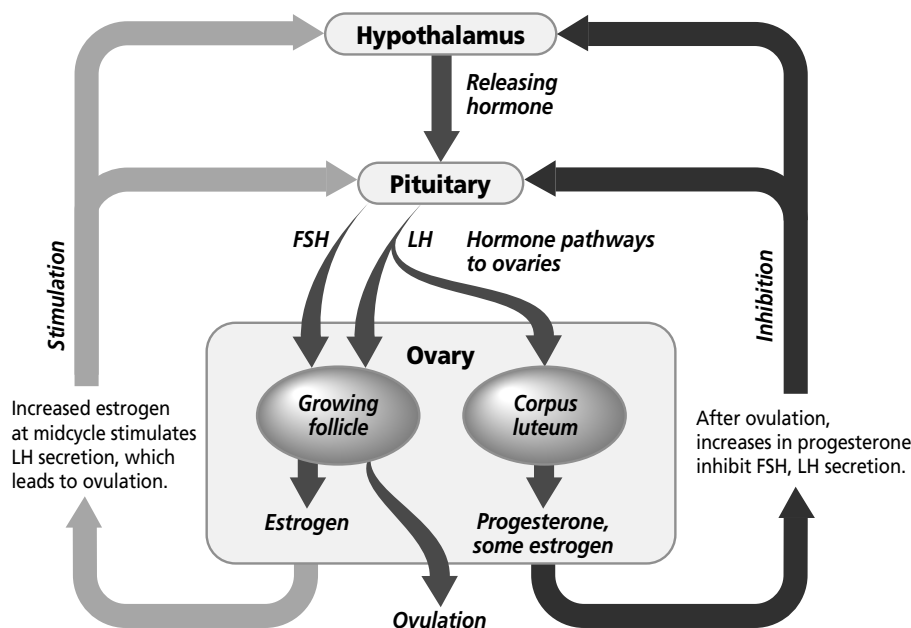 Hypothalamus
Releasing
hormone
Pituitary
FSH
LH
Hormone pathways
to ovaries
Stimulation
Inhibition
Ovary
Growing
follicle
Corpus
luteum
Increased estrogen
at midcycle stimulates
LH secretion, which
leads to ovulation.
After ovulation,
increases in progesterone
inhibit FSH, LH secretion.
Estrogen
Progesterone,
some estrogen
Ovulation